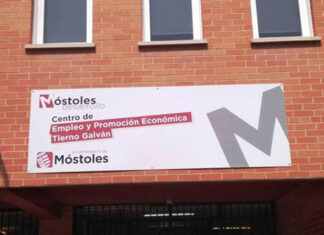 Móstoles
desarrollo
Centro de
Empleo y Promoción Económica
Tierno Galván
AYUNTAMIENTO DE
Móstoles
M